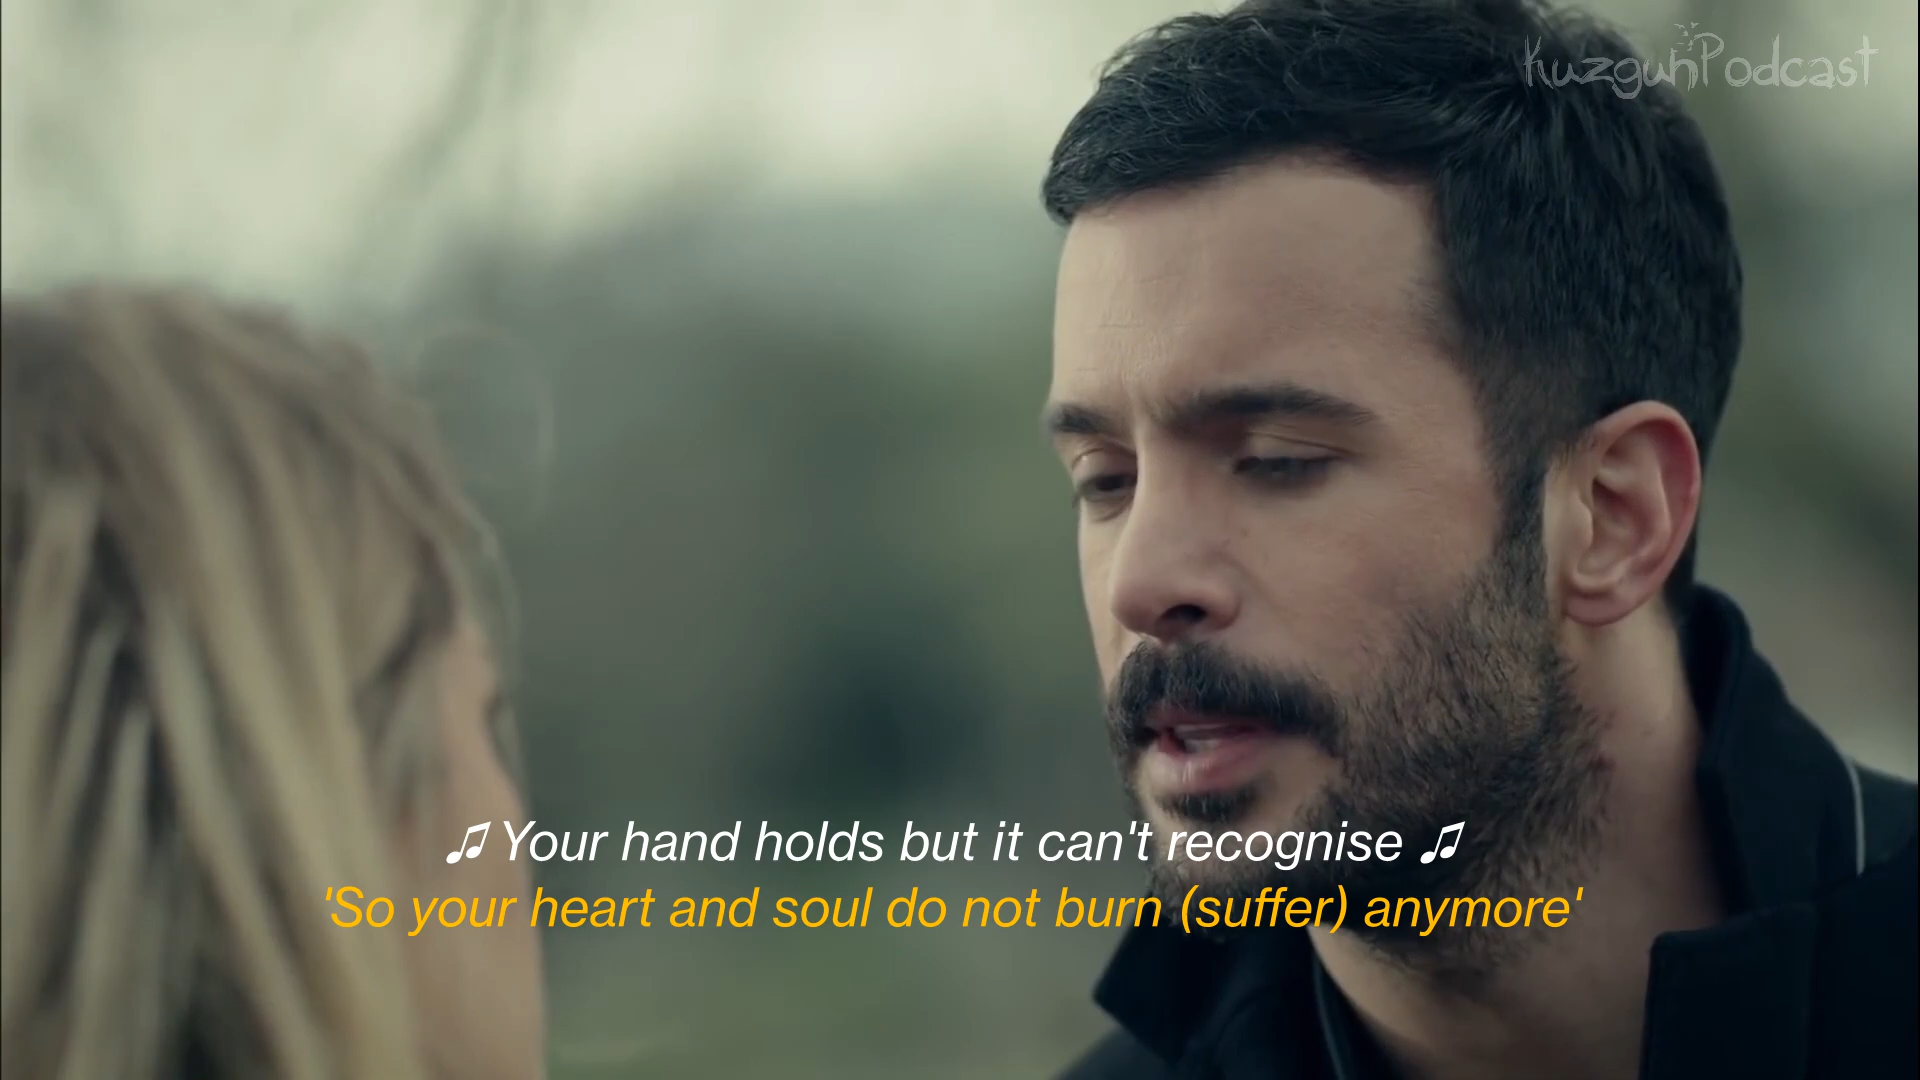 KuzgunPodcast
♫ Your hand holds but it can't recognise ♫
'So your heart and soul do not burn (suffer) anymore'